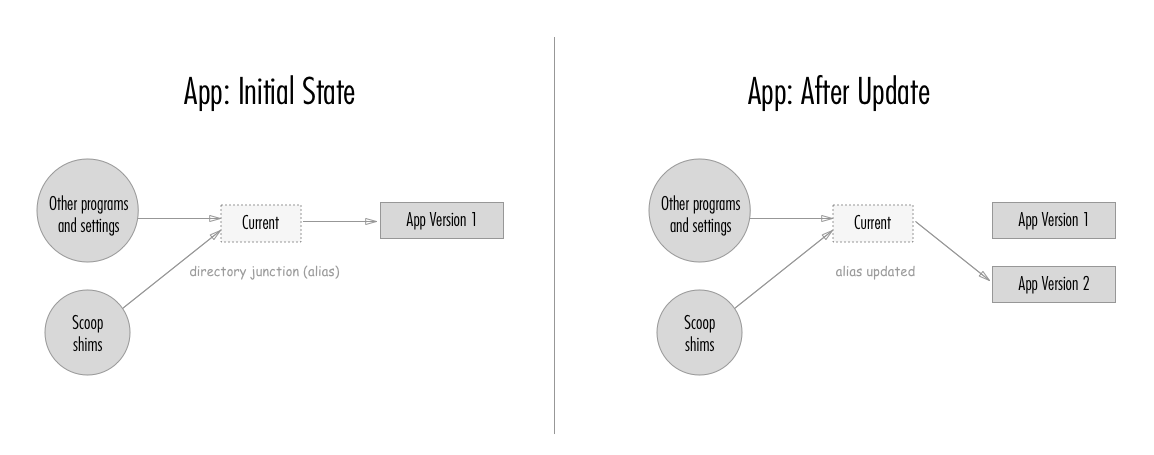 App: Initial State
Other programs
and settings
Current
App Version 1
directory junction (alias)
Scoop
shims
App: After Update
Other programs
and settings
Current
App Version 1
alias updated
App Version 2
Scoop
shims